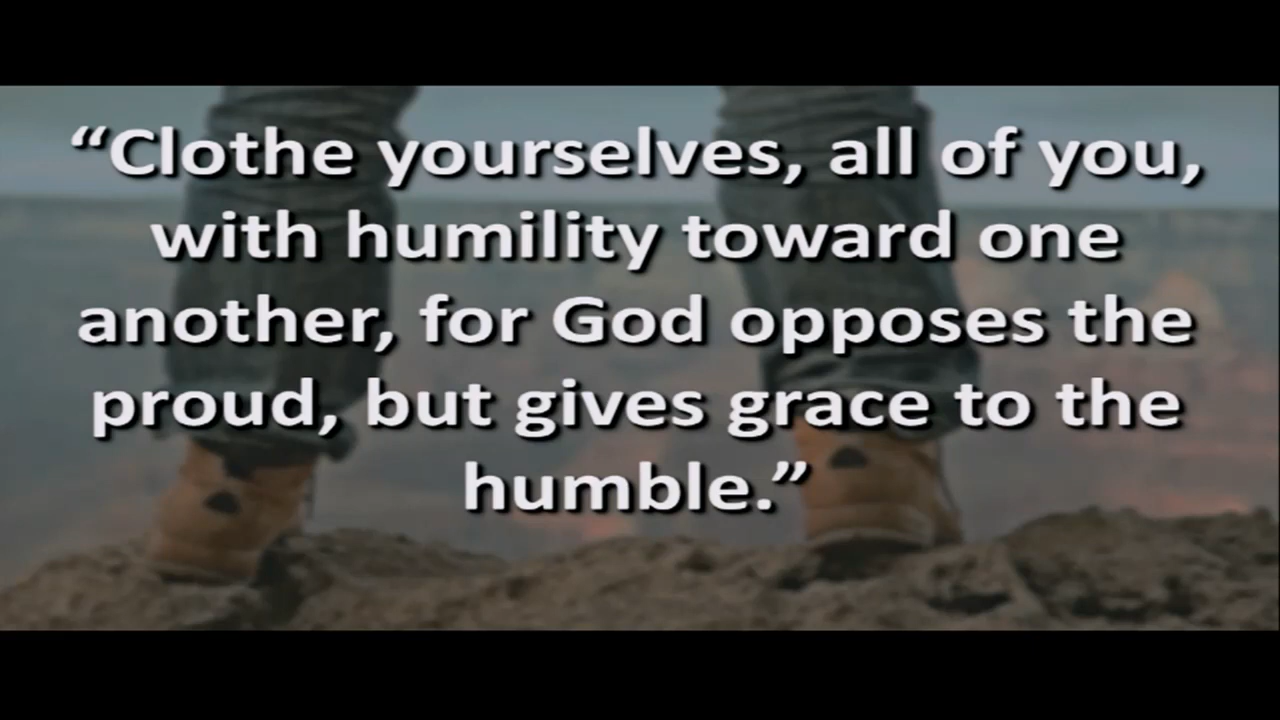 “Clothe yourselves, all of you,
with humility toward one
another, for God opposes the
proud, but gives grace to the
humble.”